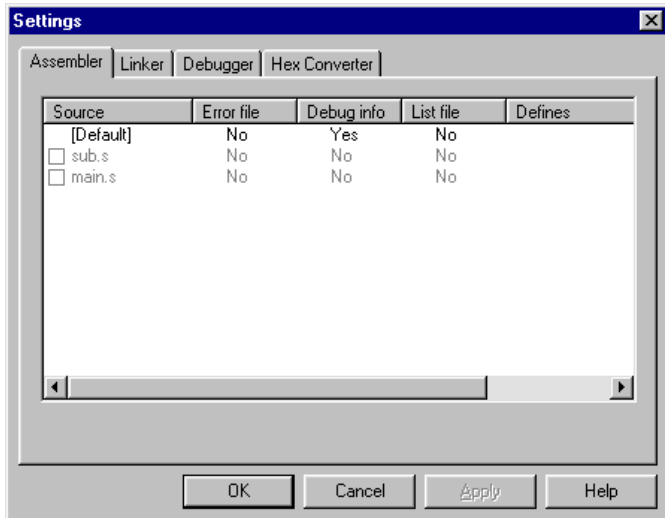 Settings
Assembler Linker Debugger Hex Converter
Source Error file Debug info List file Defines
[Default] No Yes No
sub.s No No No
main.s No No No
OK Cancel Apply Help